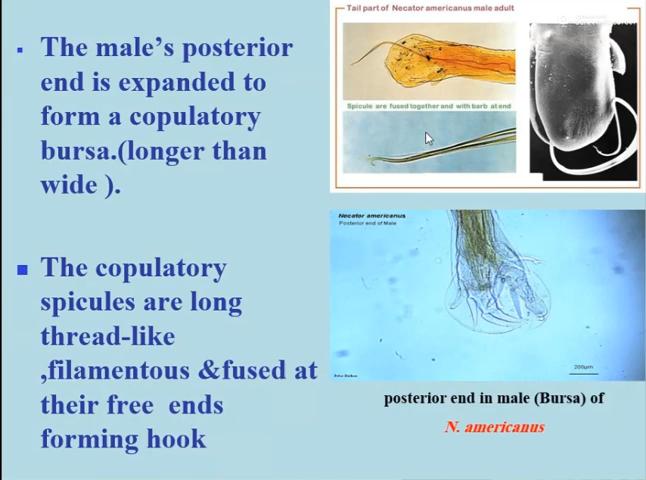 The male's posterior
end is expanded to
form a copulatory
bursa.(longer than
wide ).
The copulatory
spicules are long
thread-like
,filamentous &fused at
their free ends
forming hook
Tail part of Necator americanus male adult
Spicule are fused together and with barb at end
Necator americanus
Posterior end of Male
200µm
posterior end in male (Bursa) of
N. americanus